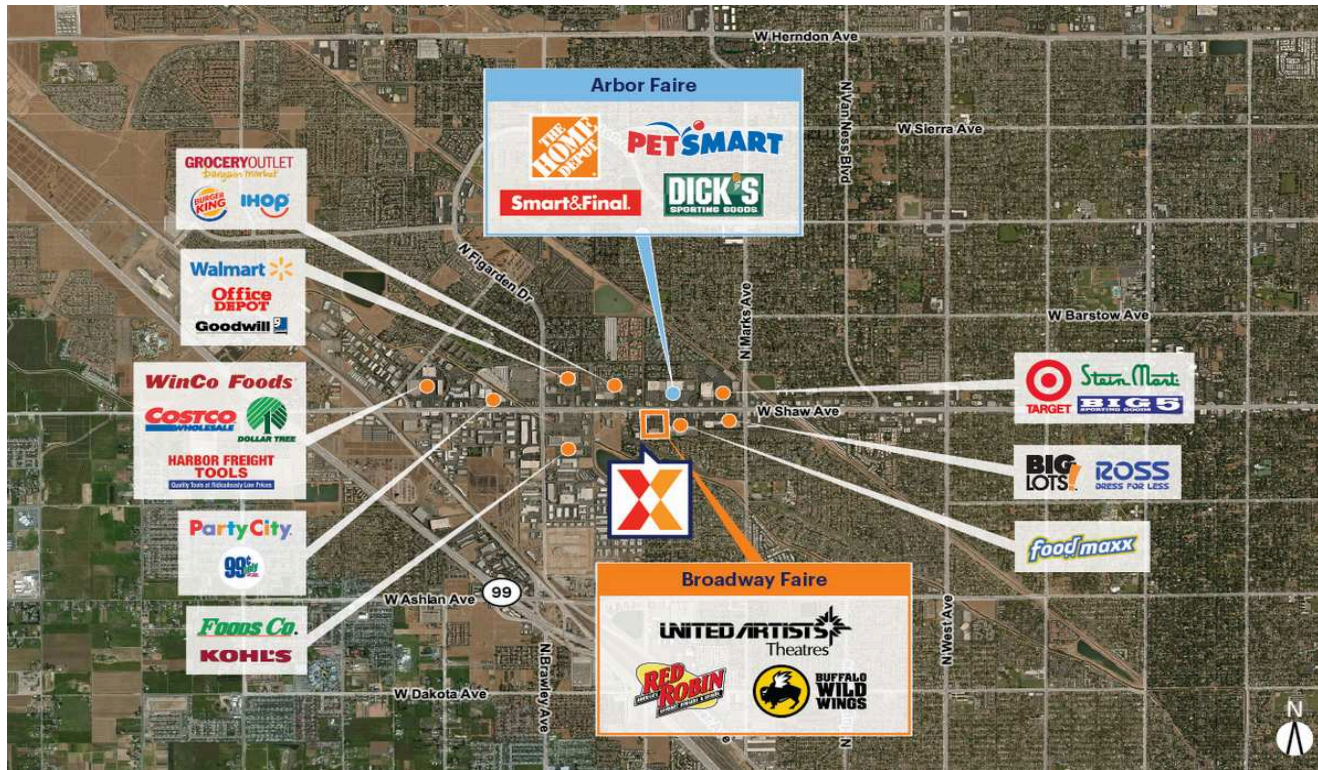 W Herndon Ave
N Van Ness Blvd
W Sierra Ave
Arbor Faire
THE
HOME
DEPOT
PETSMART
Smart&Final.
DICK'S
SPORTING GOODS
GROCERY OUTLET
Bargain Market
BURGER
KING
IHOP
N Figarden Dr
Walmart
Office
DEPOT
Goodwill
N Marks Ave
W Barstow Ave
WinCo Foods
COSTCO
WHOLESALE
DOLLAR TREE
HARBOR FREIGHT
TOOLS
Quality Tools at Ridiculously Low Prices
W Shaw Ave
TARGET
Stein Mart
BIG 5
SPORTING GOODS
BIG
LOTS!
ROSS
DRESS FOR LESS
Party City
99¢ only
foodmaxx
X
W Ashlan Ave
99
Broadway Faire
UNITED ARTISTS
Theatres
RED
ROBIN
BUFFALO
WILD
WINGS
Foods Co.
KOHL'S
N Brawley Ave
N West Ave
W Dakota Ave
N